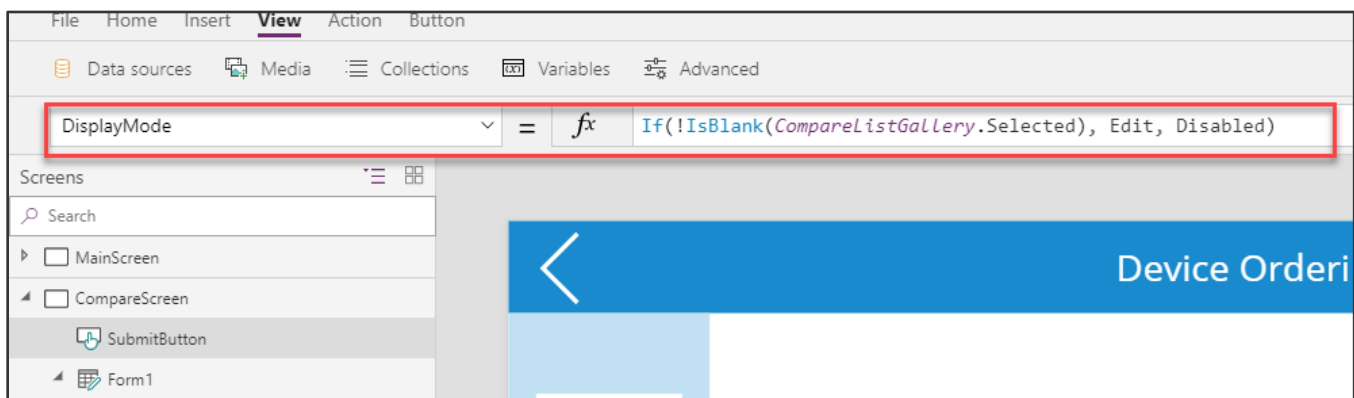 File Home Insert View Action Button
Data sources Media Collections (x) Variables Advanced
DisplayMode = fx If(!IsBlank(CompareListGallery.Selected), Edit, Disabled)
Screens
Search
MainScreen
Device Orderi
CompareScreen
SubmitButton
Form1